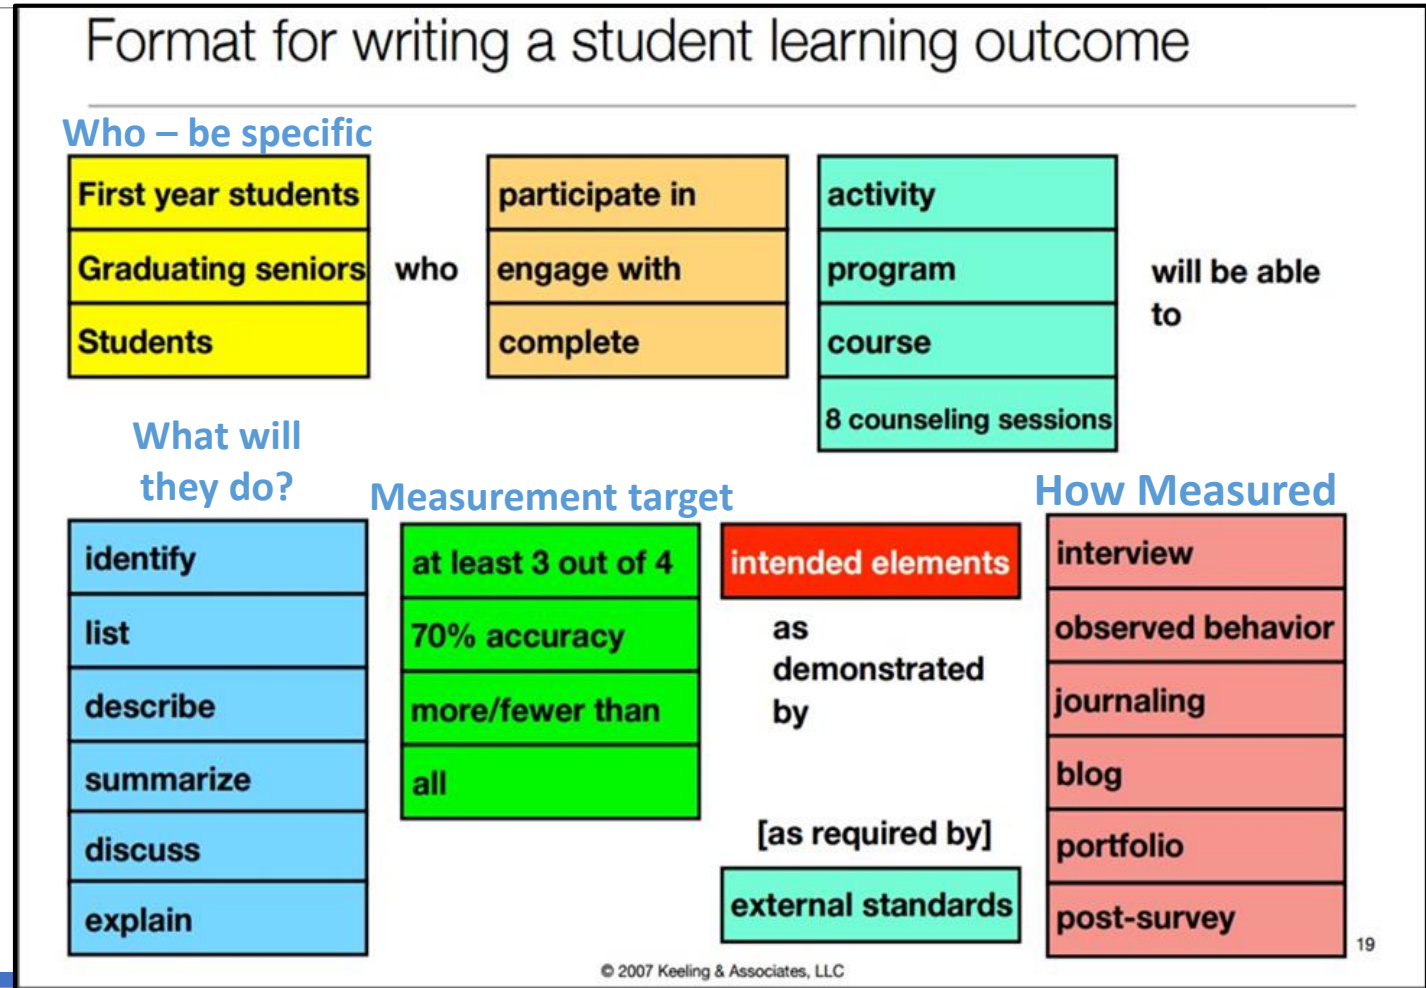 Format for writing a student learning outcome
Who – be specific
First year students
Graduating seniors
Students
who
participate in
engage with
complete
activity
program
course
8 counseling sessions
will be able
to
What will
they do?
identify
list
describe
summarize
discuss
explain
Measurement target
at least 3 out of 4
70% accuracy
more/fewer than
all
intended elements
as
demonstrated
by
[as required by]
external standards
How Measured
interview
observed behavior
journaling
blog
portfolio
post-survey
19
© 2007 Keeling & Associates, LLC